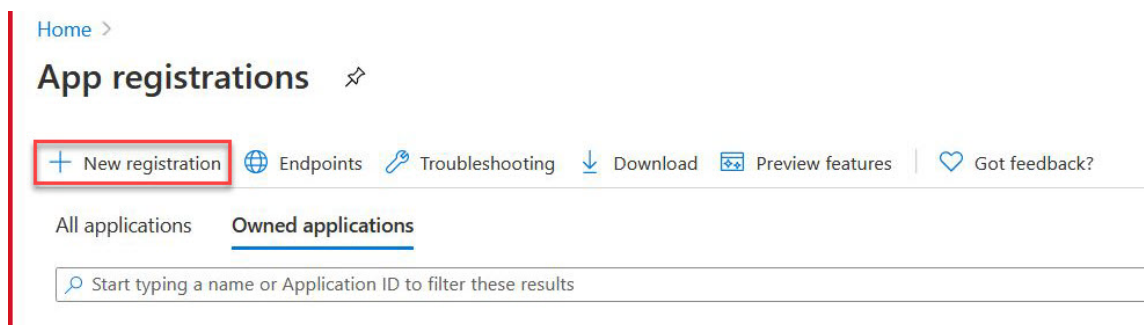 Home >
App registrations
+ New registration Endpoints Troubleshooting Download Preview features Got feedback?
All applications Owned applications
Start typing a name or Application ID to filter these results